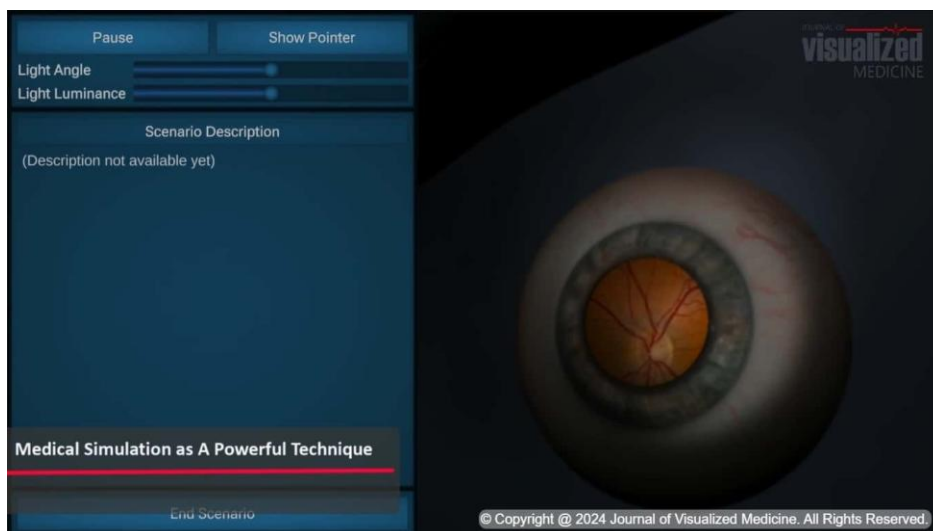 Pause
Show Pointer
Light Angle
Light Luminance
Scenario Description
(Description not available yet)
Medical Simulation as A Powerful Technique
End Scenario
visualized
MEDICINE
© Copyright @ 2024 Journal of Visualized Medicine. All Rights Reserved.